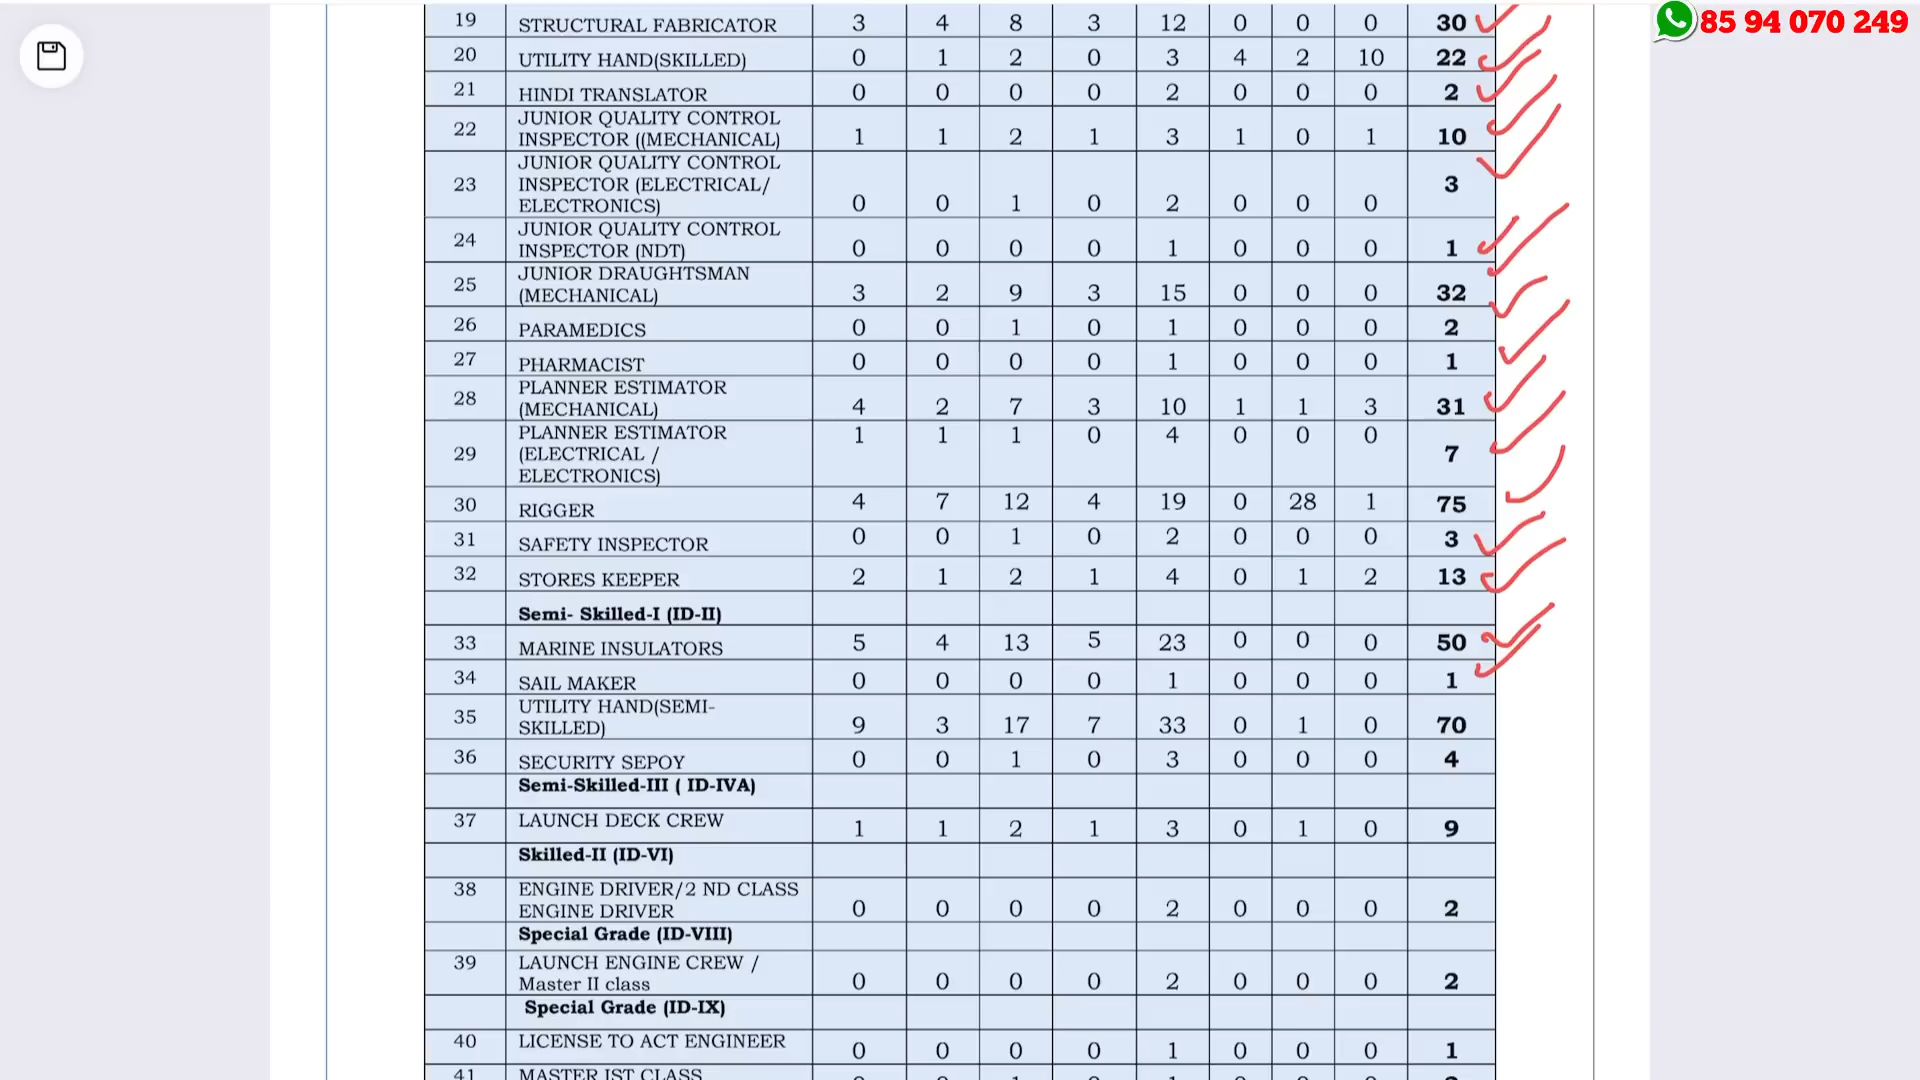 85 94 070 249
19 STRUCTURAL FABRICATOR 3 4 8 3 12 0 0 0 30
20 UTILITY HAND(SKILLED) 0 1 2 0 3 4 2 10 22
21 HINDI TRANSLATOR 0 0 0 0 2 0 0 0 2
JUNIOR QUALITY CONTROL
22 INSPECTOR ((MECHANICAL) 1 1 2 1 3 1 0 1 10
JUNIOR QUALITY CONTROL
23 INSPECTOR (ELECTRICAL/ 3
ELECTRONICS) 0 0 1 0 2 0 0 0
JUNIOR QUALITY CONTROL
24 INSPECTOR (NDT) 0 0 0 0 1 0 0 0 1
JUNIOR DRAUGHTSMAN
25 (MECHANICAL) 3 2 9 3 15 0 0 0 32
26 PARAMEDICS 0 0 1 0 1 0 0 0 2
27 PHARMACIST 0 0 0 0 1 0 0 0 1
PLANNER ESTIMATOR
28 (MECHANICAL) 4 2 7 3 10 1 1 3 31
PLANNER ESTIMATOR 1 1 1 0 4 0 0 0
29 (ELECTRICAL / 7
ELECTRONICS)
30 RIGGER 4 7 12 4 19 0 28 1 75
31 SAFETY INSPECTOR 0 0 1 0 2 0 0 0 3
32 STORES KEEPER 2 1 2 1 4 0 1 2 13
Semi- Skilled-I (ID-II)
33 MARINE INSULATORS 5 4 13 5 23 0 0 0 50
34 SAIL MAKER 0 0 0 0 1 0 0 0 1
UTILITY HAND(SEMI-
35 SKILLED) 9 3 17 7 33 0 1 0 70
36 SECURITY SEPOY 0 0 1 0 3 0 0 0 4
Semi-Skilled-III ( ID-IVA)
37 LAUNCH DECK CREW 1 1 2 1 3 0 1 0 9
Skilled-II (ID-VI)
38 ENGINE DRIVER/2 ND CLASS
ENGINE DRIVER 0 0 0 0 2 0 0 0 2
Special Grade (ID-VIII)
39 LAUNCH ENGINE CREW /
Master II class 0 0 0 0 2 0 0 0 2
Special Grade (ID-IX)
40 LICENSE TO ACT ENGINEER 0 0 0 0 1 0 0 0 1
41 MASTER IST CLASS